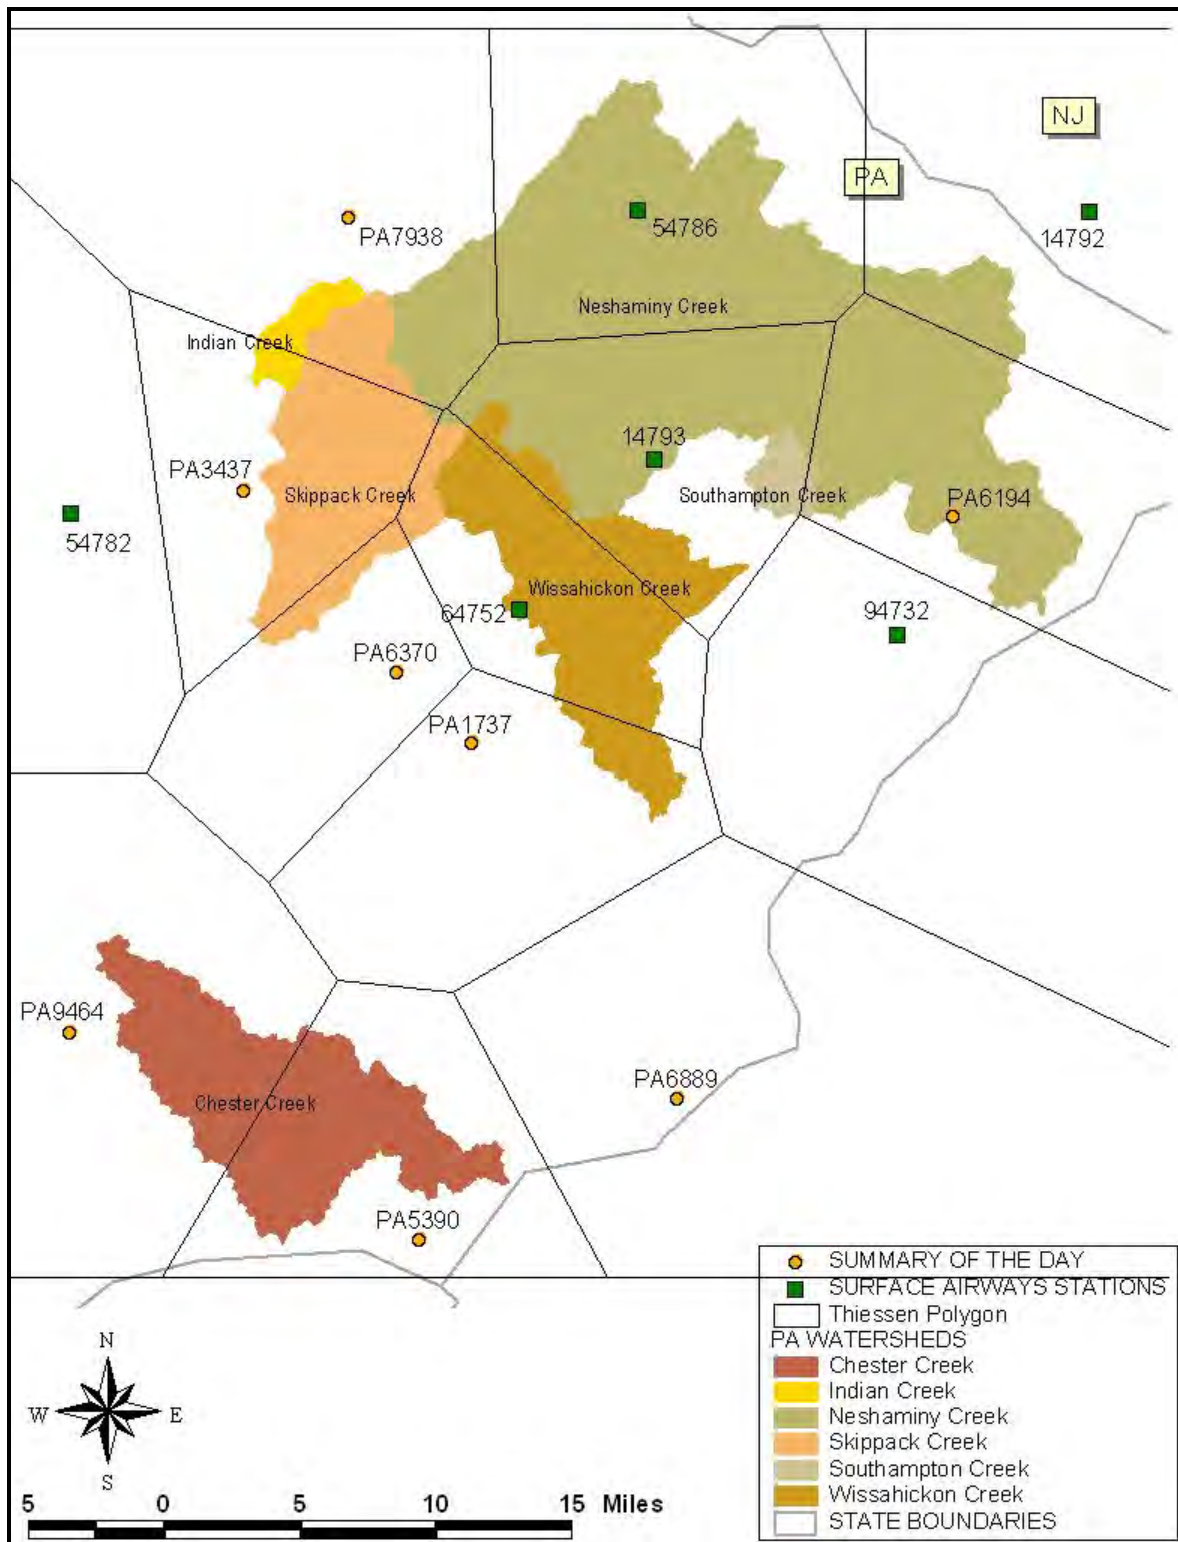 NJ
PA
PA7938
54786
14792
Neshaminy Creek
Indian Creek
14793
PA3437
Skippack Creek
Southampton Creek
PA6194
54782
Wissahickon Creek
64752
94732
PA6370
PA1737
PA9464
PA6889
Chester Creek
PA5390
SUMMARY OF THE DAY
SURFACE AIRWAYS STATIONS
Thiessen Polygon
PA WATERSHEDS
Chester Creek
Indian Creek
Neshaminy Creek
Skippack Creek
Southampton Creek
Wissahickon Creek
STATE BOUNDARIES
N
W E
S
5 0 5 10 15 Miles